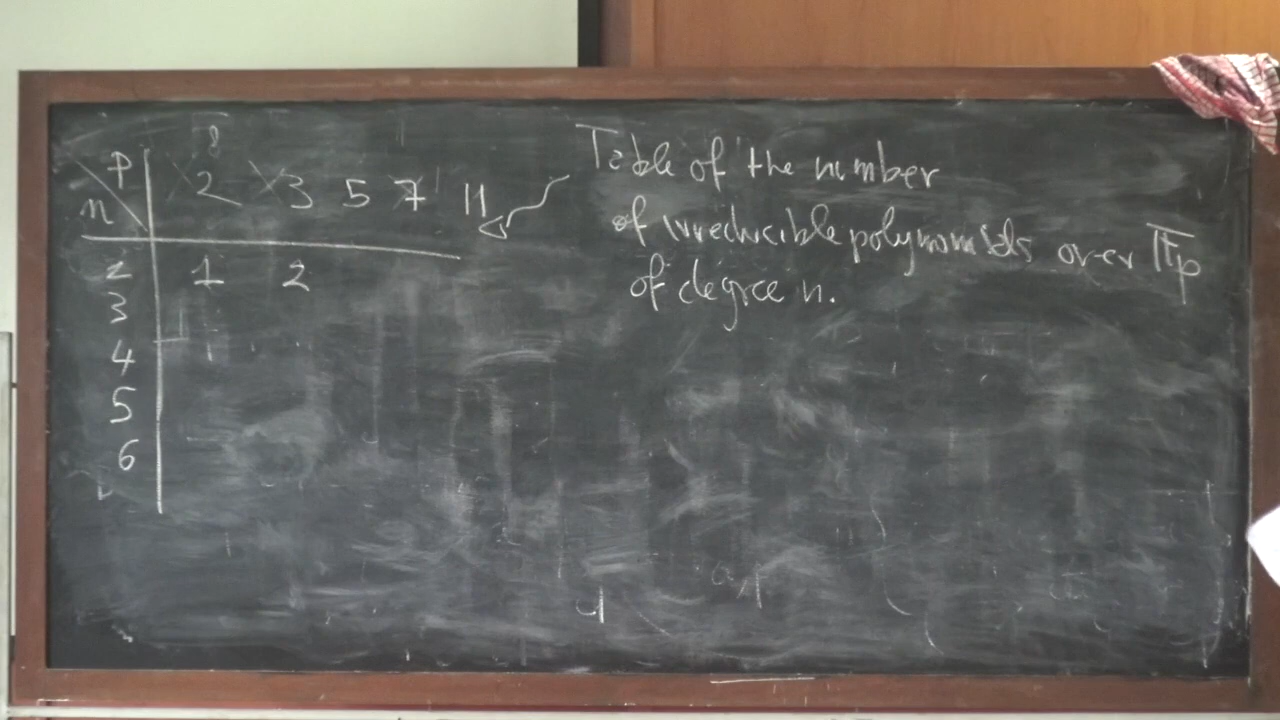 p 2 3 5 7 11
n
2 1 2
3
4
5
6
Table of the number
of irreducible polynomials over 𝔽p
of degree n.